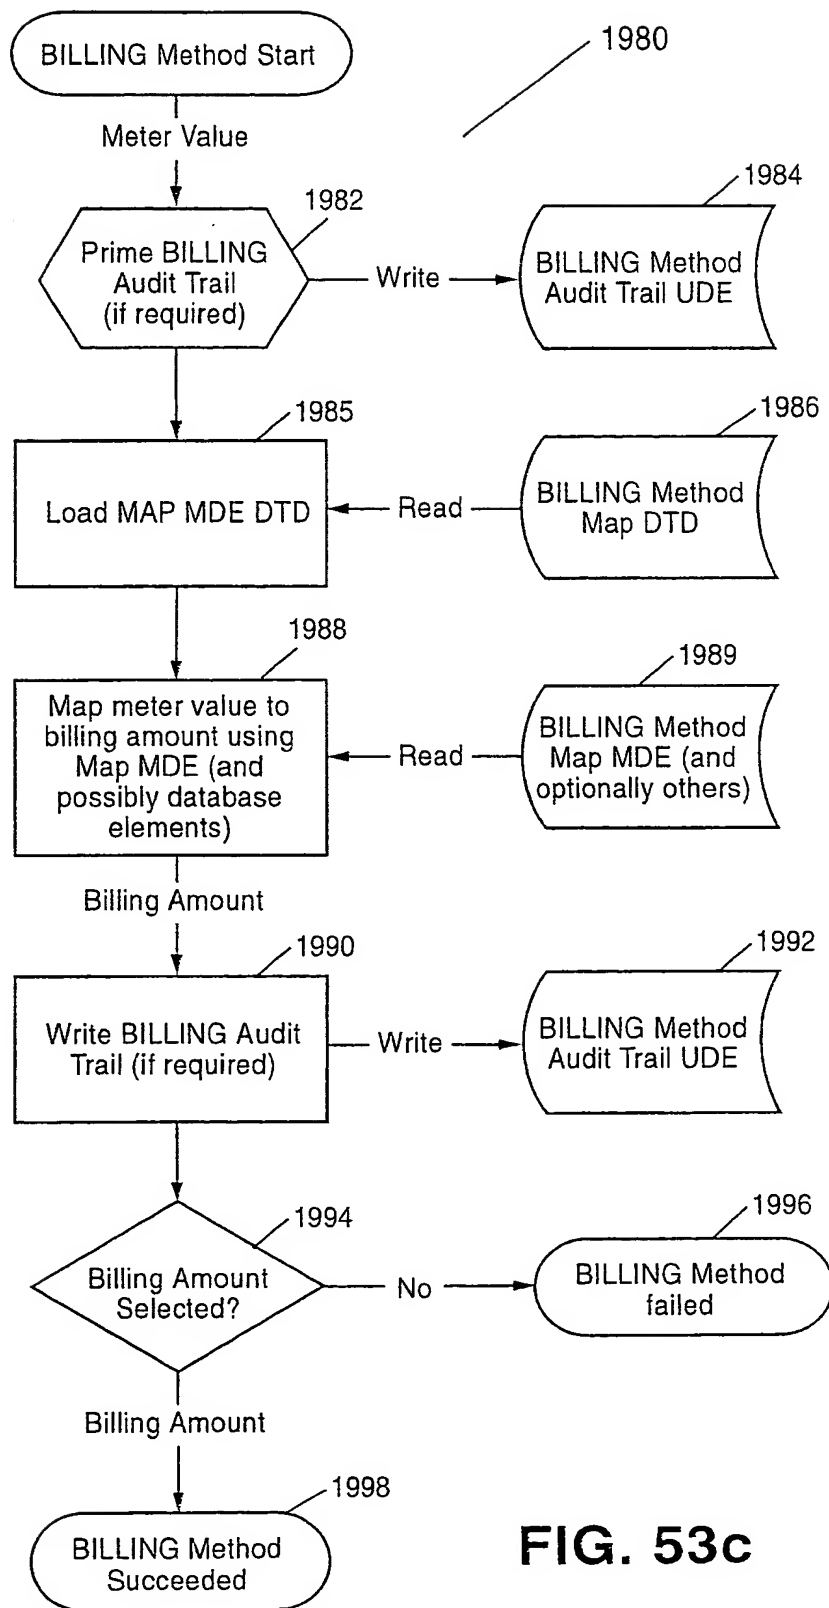 BILLING Method Start
1980
Meter Value
1982
Prime BILLING
Audit Trail
(if required)
Write
1984
BILLING Method
Audit Trail UDE
1985
Load MAP MDE DTD
Read
1986
BILLING Method
Map DTD
1988
Map meter value to
billing amount using
Map MDE (and
possibly database
elements)
Read
1989
BILLING Method
Map MDE (and
optionally others)
Billing Amount
1990
Write BILLING Audit
Trail (if required)
Write
1992
BILLING Method
Audit Trail UDE
1994
Billing Amount
Selected?
No
1996
BILLING Method
failed
Billing Amount
1998
BILLING Method
Succeeded
FIG. 53c